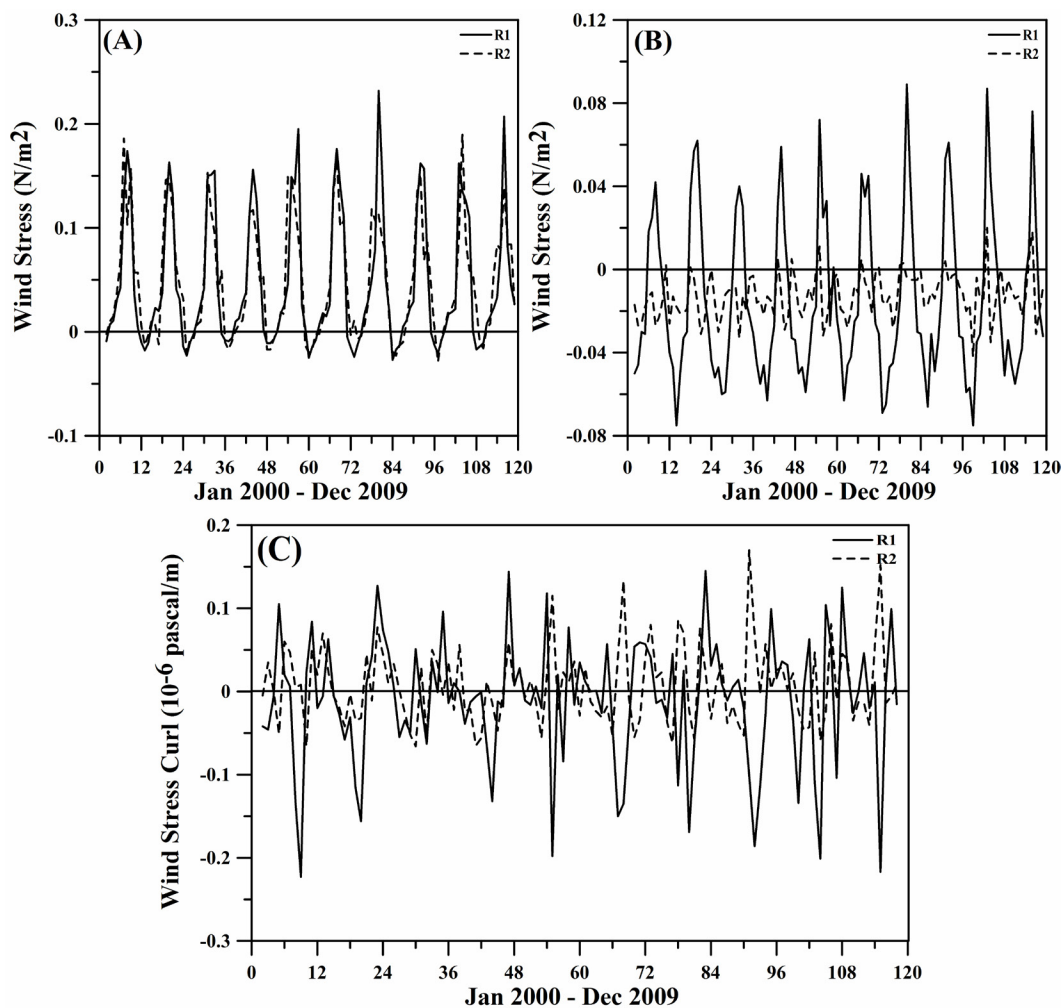 (A)
R1
R2
Wind Stress (N/m2)
0.3
0.2
0.1
0
-0.1
0 12 24 36 48 60 72 84 96 108 120
Jan 2000 - Dec 2009
(B)
R1
R2
Wind Stress (N/m2)
0.12
0.08
0.04
0
-0.04
-0.08
0 12 24 36 48 60 72 84 96 108 120
Jan 2000 - Dec 2009
(C)
R1
R2
Wind Stress Curl (10-6 pascal/m)
0.2
0.1
0
-0.1
-0.2
-0.3
0 12 24 36 48 60 72 84 96 108 120
Jan 2000 - Dec 2009